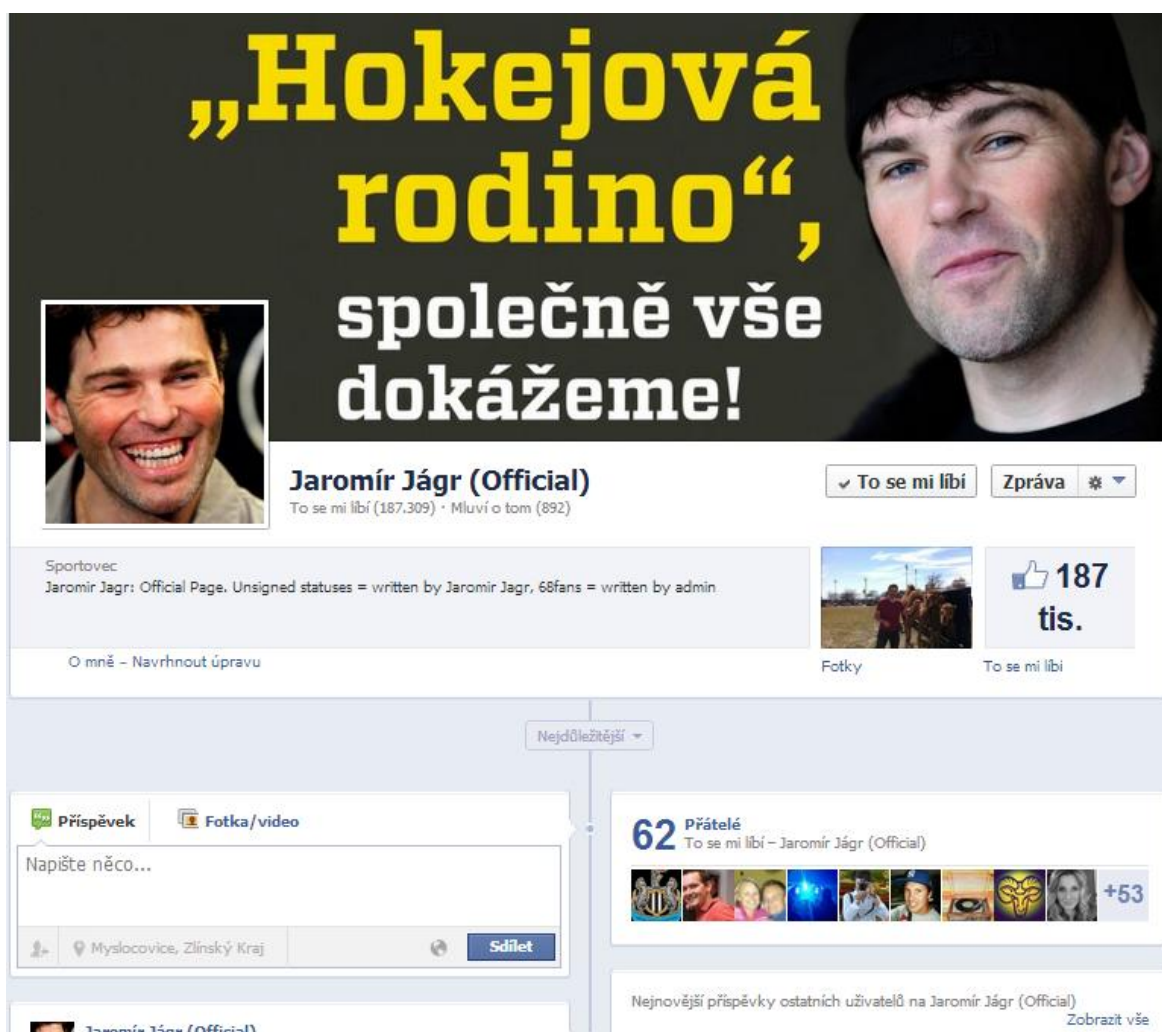 „Hokejová
rodino“,
společně vše
dokážeme!
Jaromír Jágr (Official)
To se mi líbí (187.309) · Mluví o tom (892)
To se mi líbí
Zpráva
Sportovec
Jaromir Jagr: Official Page. Unsigned statuses = written by Jaromir Jagr, 68fans = written by admin
187
tis.
O mně – Navrhnout úpravu
Fotky
To se mi líbí
Nejdůležitější
Příspěvek
Fotka/video
Napište něco...
Myslocovice, Zlínský Kraj
Sdílet
62
Přátelé
To se mi líbí – Jaromír Jágr (Official)
+53
Nejnovější příspěvky ostatních uživatelů na Jaromír Jágr (Official)
Zobrazit vše
Jaromír Jágr (Official)